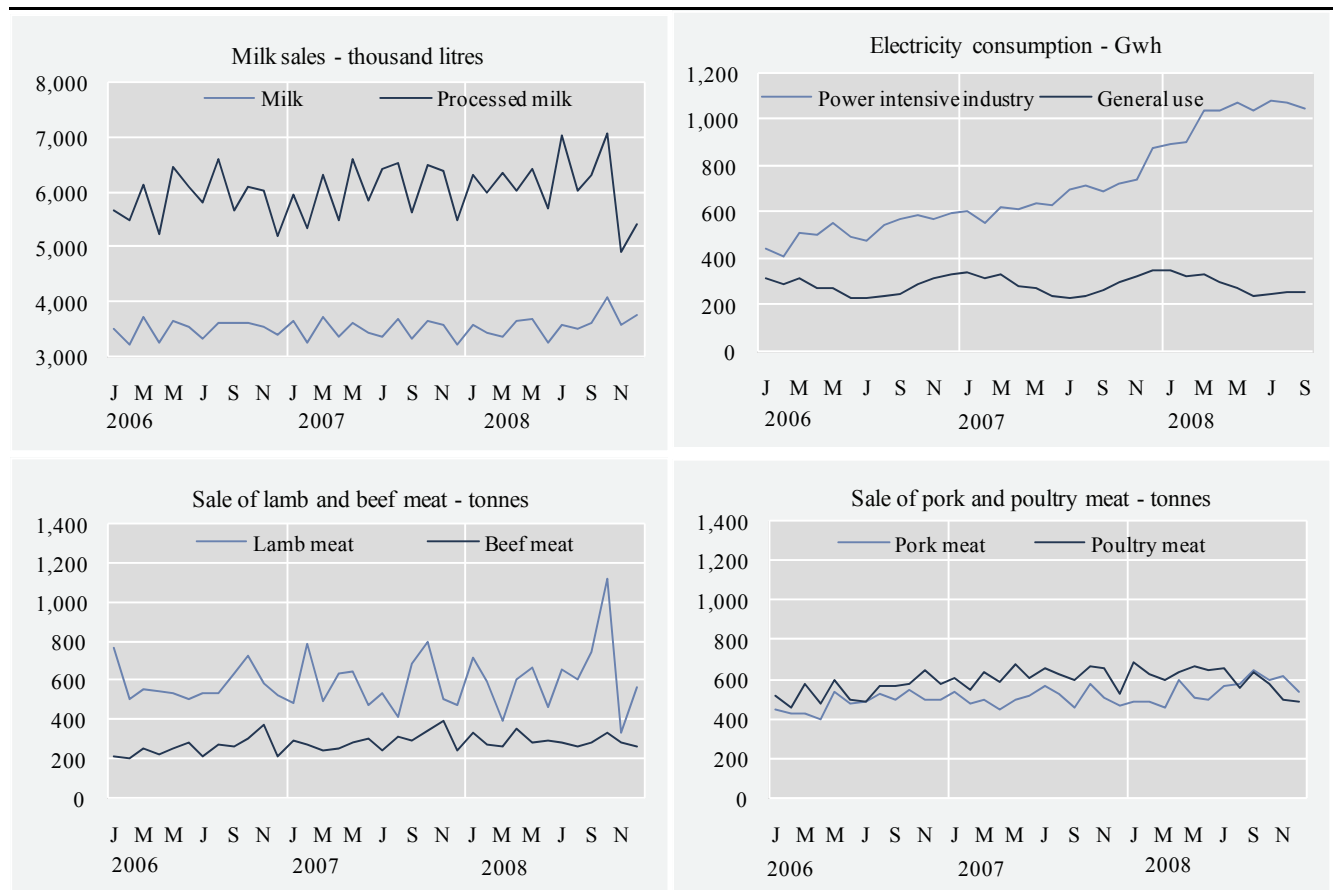 Milk sales - thousand litres
8,000
Milk
Processed milk
7,000
6,000
5,000
4,000
3,000
J M M J S N J M M J S N J M M J S N
2006 2007 2008
Electricity consumption - Gwh
1,200
Power intensive industry
General use
1,000
800
600
400
200
0
J M M J S N J M M J S N J M M J S
2006 2007 2008
Sale of lamb and beef meat - tonnes
1,400
Lamb meat
Beef meat
1,200
1,000
800
600
400
200
0
J M M J S N J M M J S N J M M J S N
2006 2007 2008
Sale of pork and poultry meat - tonnes
1,400
Pork meat
Poultry meat
1,200
1,000
800
600
400
200
0
J M M J S N J M M J S N J M M J S N
2006 2007 2008